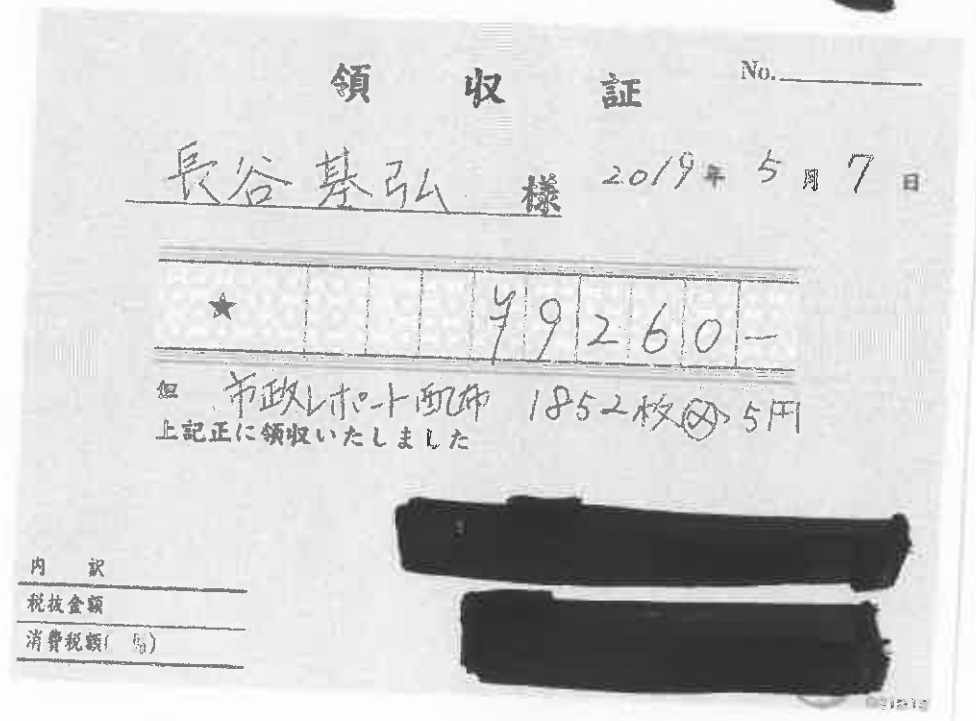 領収証 No.
長谷基弘 様 2019年5月7日
★ ¥9260-
但 市政レポート配布 1852枚 5円
上記正に領収いたしました
内訳
税抜金額
消費税額( %)